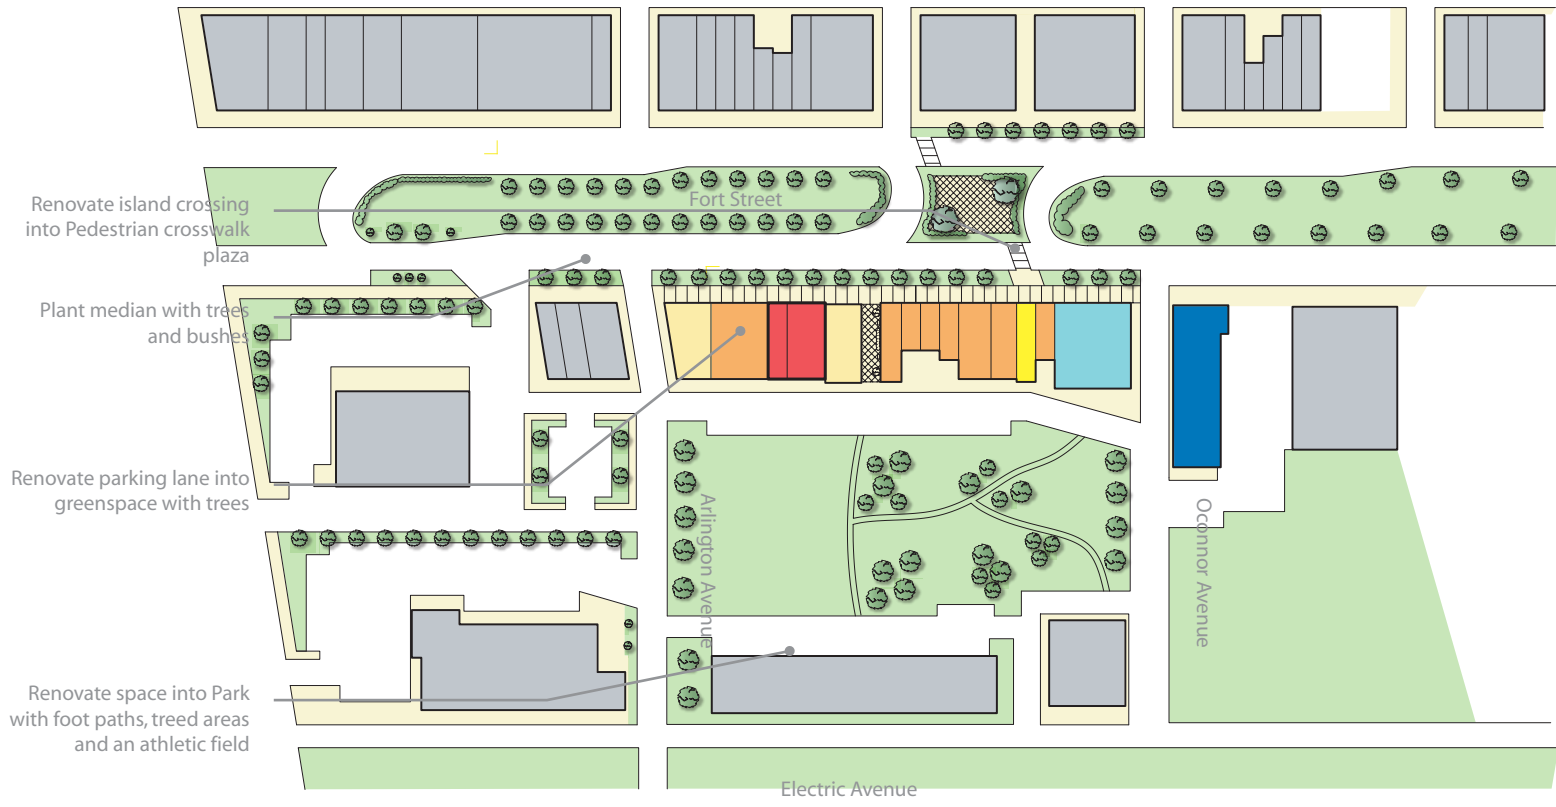 Renovate island crossing
into Pedestrian crosswalk
plaza
Fort Street
Plant median with trees
and bushes
Renovate parking lane into
greenspace with trees
Arlington Avenue
Oconnor Avenue
Renovate space into Park
with foot paths, treed areas
and an athletic field
Electric Avenue